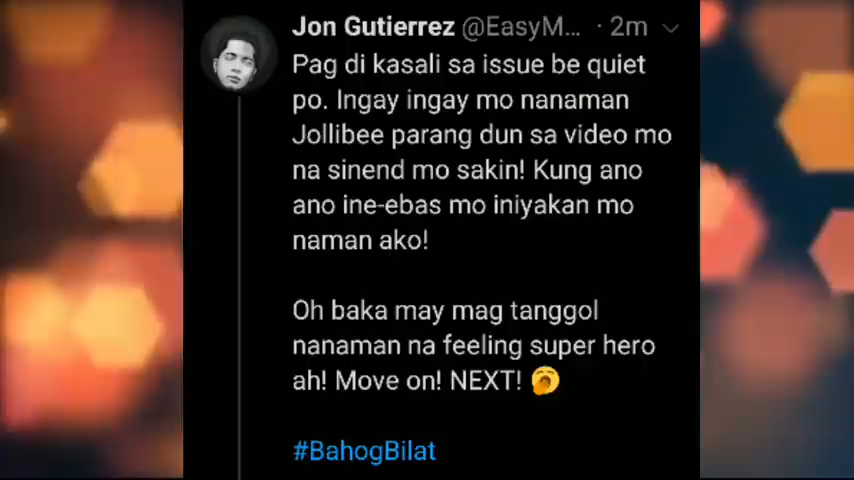 Jon Gutierrez @EasyM... · 2m
Pag di kasali sa issue be quiet
po. Ingay ingay mo nanaman
Jollibee parang dun sa video mo
na sinend mo sakin! Kung ano
ano ine-ebas mo iniyakan mo
naman ako!
Oh baka may mag tanggol
nanaman na feeling super hero
ah! Move on! NEXT! 🥱
#BahogBilat